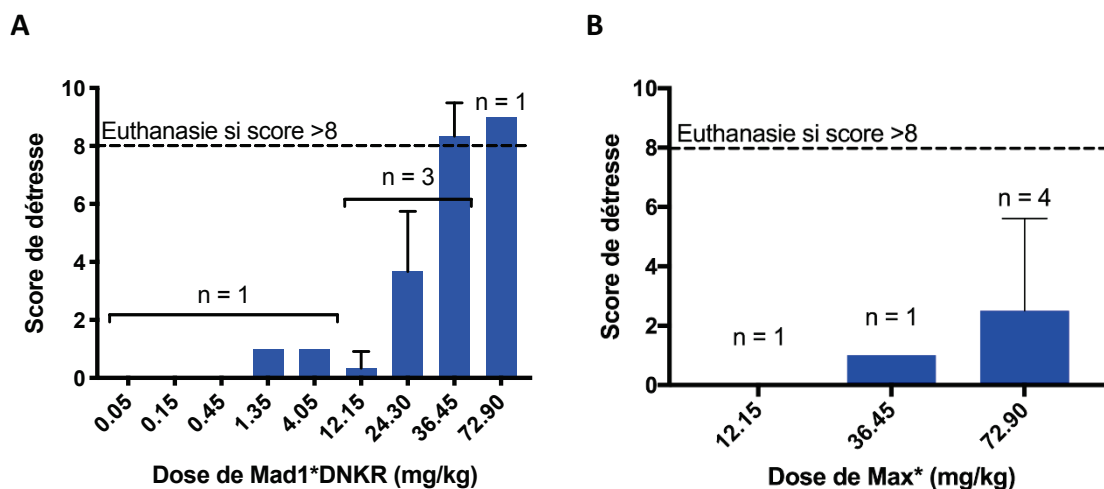 A
Score de détresse
10
8
6
4
2
0
Euthanasie si score >8
n = 1
n = 3
n = 1
0.05
0.15
0.45
1.35
4.05
12.15
24.30
36.45
72.90
Dose de Mad1*DNKR (mg/kg)
B
Score de détresse
10
8
6
4
2
0
Euthanasie si score >8
n = 4
n = 1
n = 1
12.15
36.45
72.90
Dose de Max* (mg/kg)